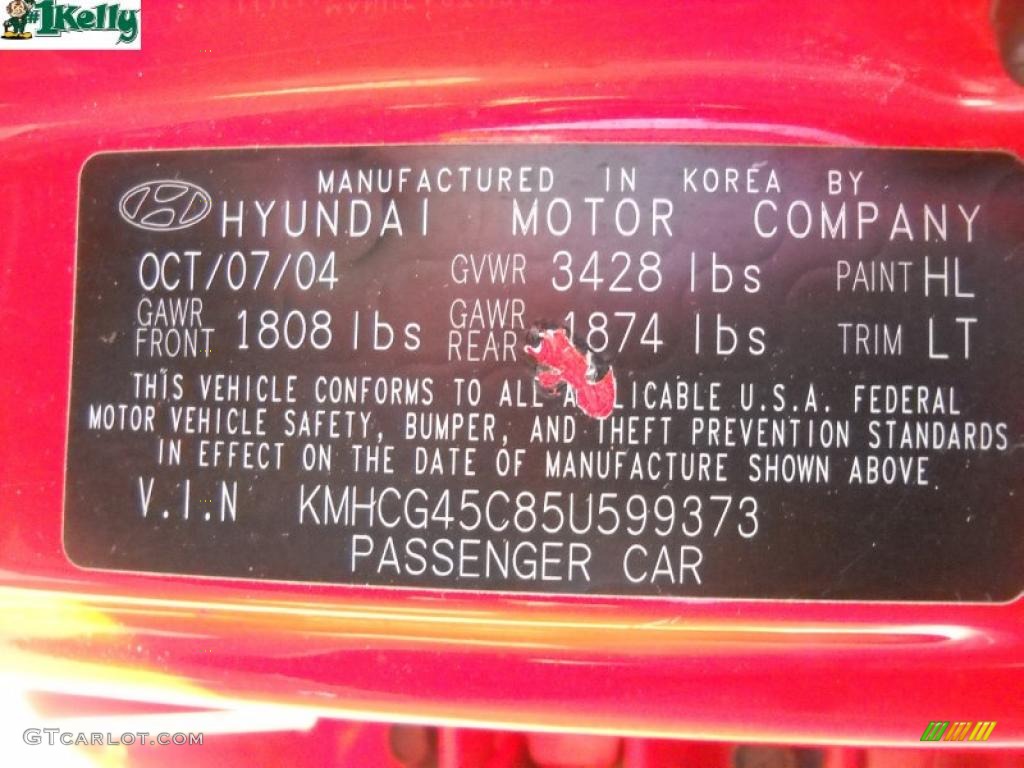 #1Kelly
MANUFACTURED IN KOREA BY
HYUNDAI MOTOR COMPANY
OCT/07/04 GVWR 3428 lbs PAINT HL
GAWR FRONT 1808 lbs GAWR REAR 1874 lbs TRIM LT
THIS VEHICLE CONFORMS TO ALL A LICABLE U.S.A. FEDERAL
MOTOR VEHICLE SAFETY, BUMPER, AND THEFT PREVENTION STANDARDS
IN EFFECT ON THE DATE OF MANUFACTURE SHOWN ABOVE.
V.I.N KMHCG45C85U599373
PASSENGER CAR
GTCARLOT.COM